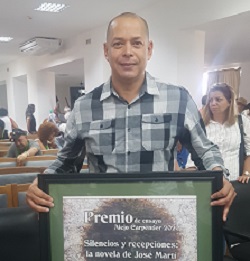 Premio
de ensayo
Alejo Carpentier
Silencios y recepciones:
la novela de José Martí